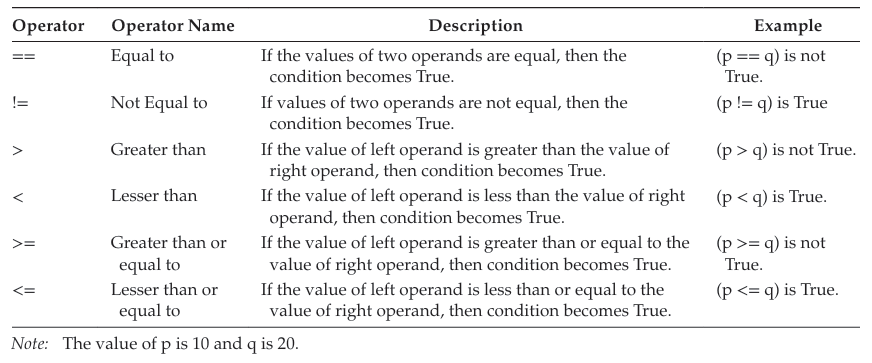 Operator Operator Name Description Example
== Equal to If the values of two operands are equal, then the (p == q) is not
condition becomes True. True.
!= Not Equal to If values of two operands are not equal, then the (p != q) is True
condition becomes True.
> Greater than If the value of left operand is greater than the value of (p > q) is not True.
right operand, then condition becomes True.
< Lesser than If the value of left operand is less than the value of right (p < q) is True.
operand, then condition becomes True.
>= Greater than or If the value of left operand is greater than or equal to the (p >= q) is not
equal to value of right operand, then condition becomes True. True.
<= Lesser than or If the value of left operand is less than or equal to the (p <= q) is True.
equal to value of right operand, then condition becomes True.
Note: The value of p is 10 and q is 20.